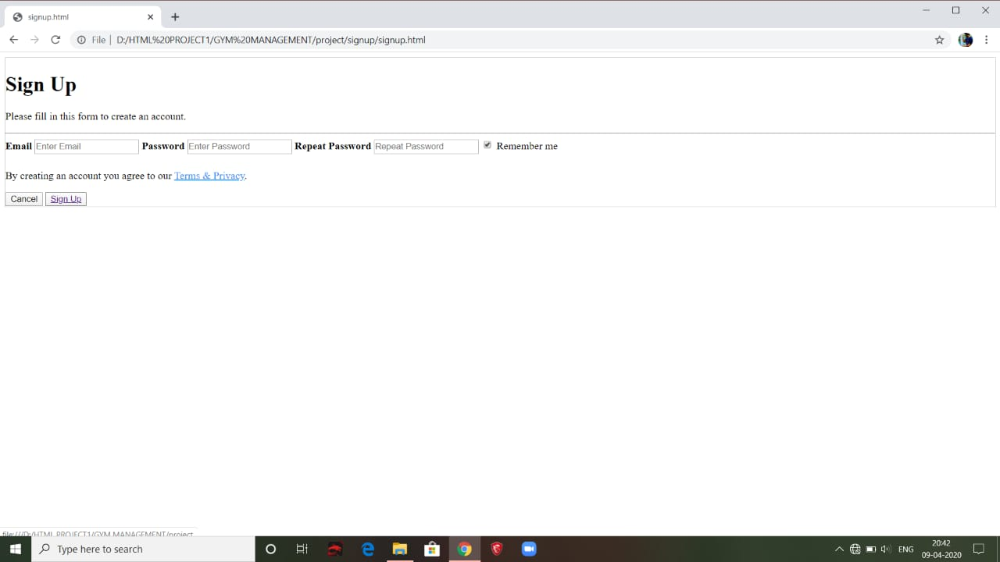 signup.html
File | D:/HTML%20PROJECT1/GYM%20MANAGEMENT/project/signup/signup.html
Sign Up
Please fill in this form to create an account.
Email Enter Email Password Enter Password Repeat Password Repeat Password Remember me
By creating an account you agree to our Terms & Privacy.
Cancel Sign Up
file:///D:/HTML PROJECT1/GYM MANAGEMENT/project
Type here to search
ENG
20:42
09-04-2020